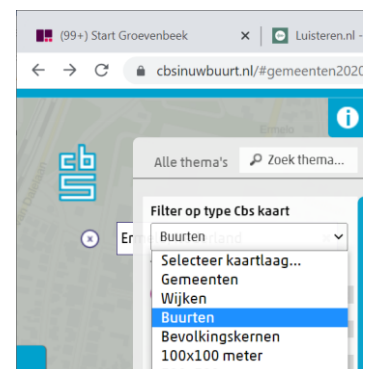 (99+) Start Groevenbeek
Luisteren.nl -
cbsinuwbuurt.nl/#gemeenten2020
Ermelo
cbs
Alle thema's
Zoek thema...
Filter op type Cbs kaart
Buurten
Selecteer kaartlaag...
Gemeenten
Wijken
Buurten
Bevolkingskernen
100x100 meter